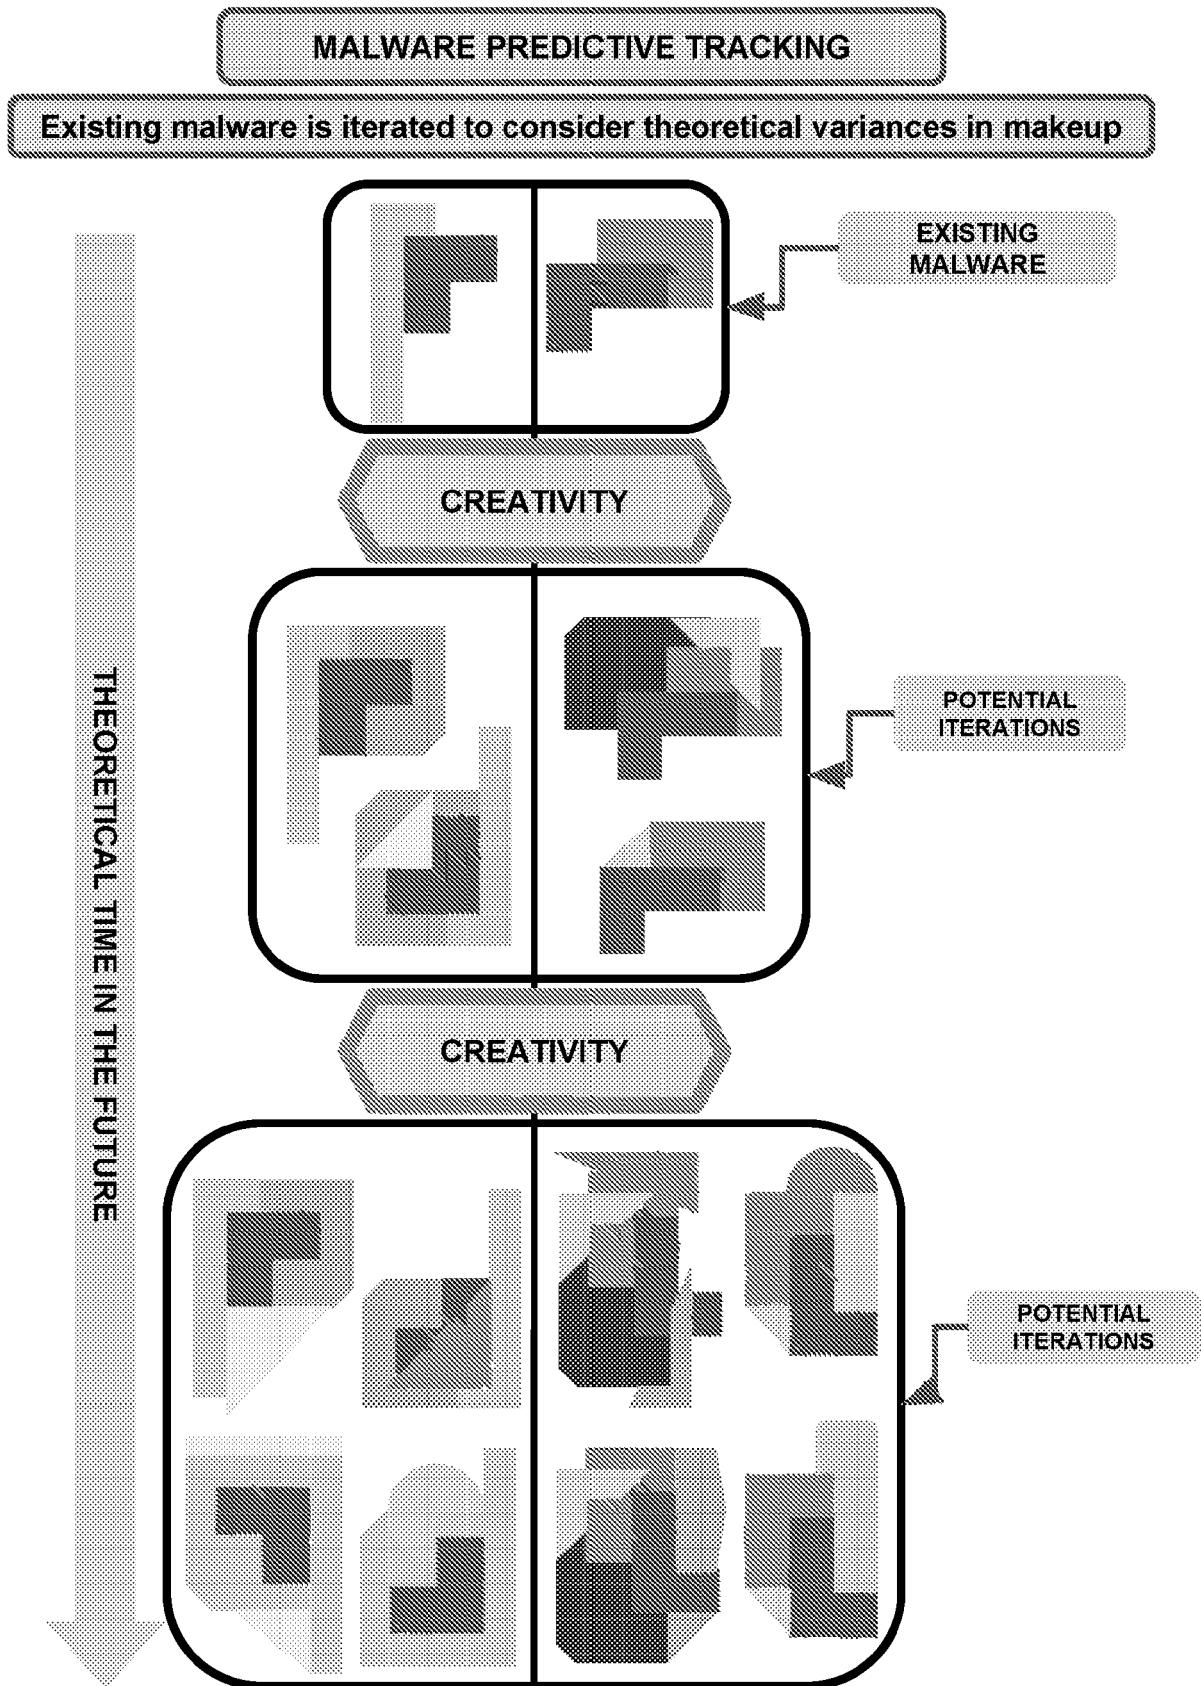 MALWARE PREDICTIVE TRACKING
Existing malware is iterated to consider theoretical variances in makeup
EXISTING
MALWARE
CREATIVITY
POTENTIAL
ITERATIONS
THEORETICAL TIME IN THE FUTURE
CREATIVITY
POTENTIAL
ITERATIONS